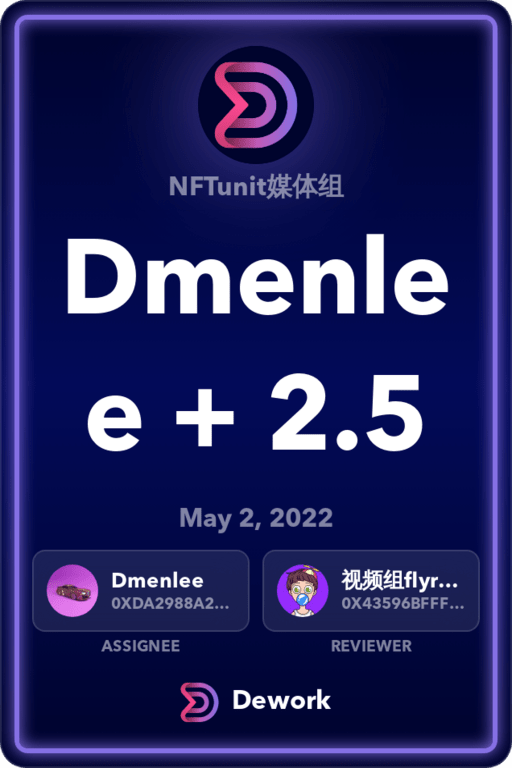 NFTunit媒体组
Dmenle
e + 2.5
May 2, 2022
Dmenlee
0XDA2988A2...
ASSIGNEE
视频组flyr...
0X43596BFFF...
REVIEWER
Dework